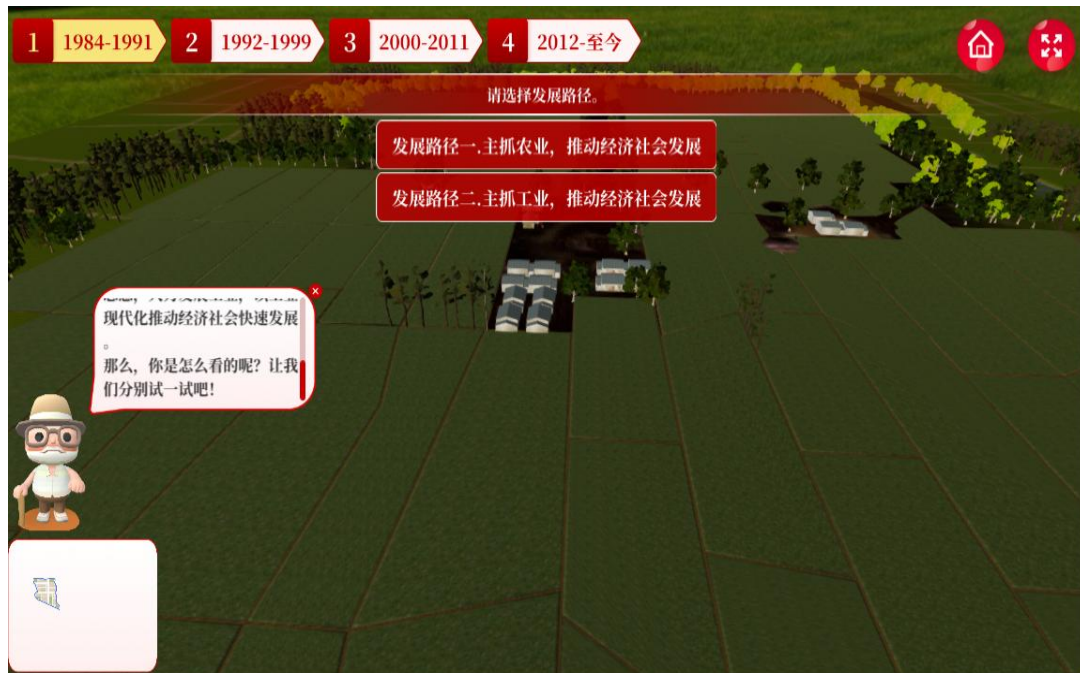 1 1984-1991 2 1992-1999 3 2000-2011 4 2012-至今
请选择发展路径。
发展路径一.主抓农业，推动经济社会发展
发展路径二.主抓工业，推动经济社会发展
现代化推动经济社会快速发展
。
那么，你是怎么看的呢？让我
们分别试一试吧！